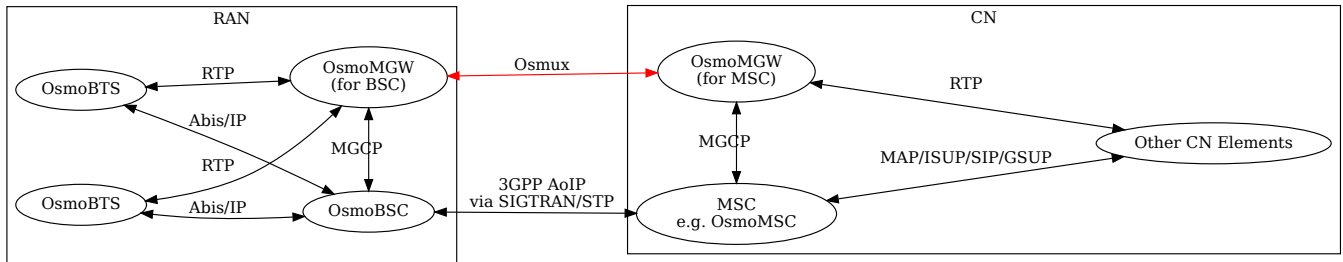 RAN
CN
OsmoBTS
RTP
OsmoMGW
(for BSC)
Osmux
OsmoMGW
(for MSC)
RTP
Abis/IP
MGCP
MGCP
Other CN Elements
RTP
MAP/ISUP/SIP/GSUP
OsmoBTS
Abis/IP
OsmoBSC
3GPP AoIP
via SIGTRAN/STP
MSC
e.g. OsmoMSC